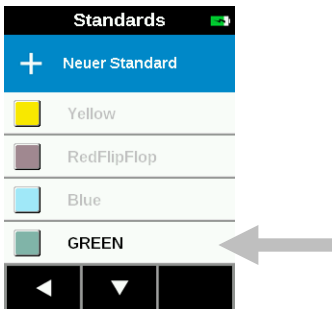 Standards
+ Neuer Standard
Yellow
RedFlipFlop
Blue
GREEN